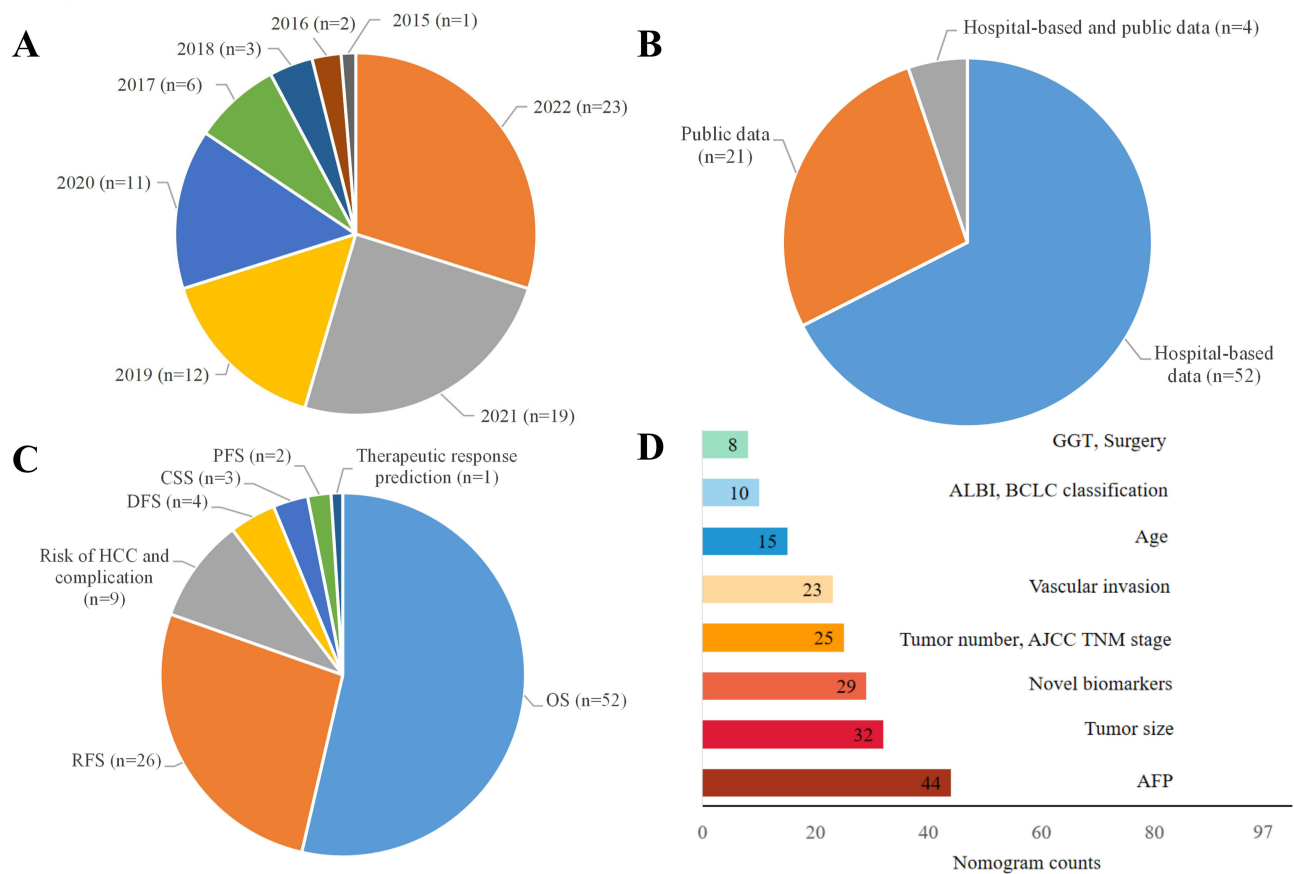 A
2016 (n=2)
2015 (n=1)
2018 (n=3)
2017 (n=6)
2022 (n=23)
2020 (n=11)
2019 (n=12)
2021 (n=19)
B
Hospital-based and public data (n=4)
Public data
(n=21)
Hospital-based
data (n=52)
C
PFS (n=2)
Therapeutic response
prediction (n=1)
CSS (n=3)
DFS (n=4)
Risk of HCC and
complication
(n=9)
OS (n=52)
RFS (n=26)
D
8 GGT, Surgery
10 ALBI, BCLC classification
15 Age
23 Vascular invasion
25 Tumor number, AJCC TNM stage
29 Novel biomarkers
32 Tumor size
44 AFP
0 20 40 60 80 97
Nomogram counts